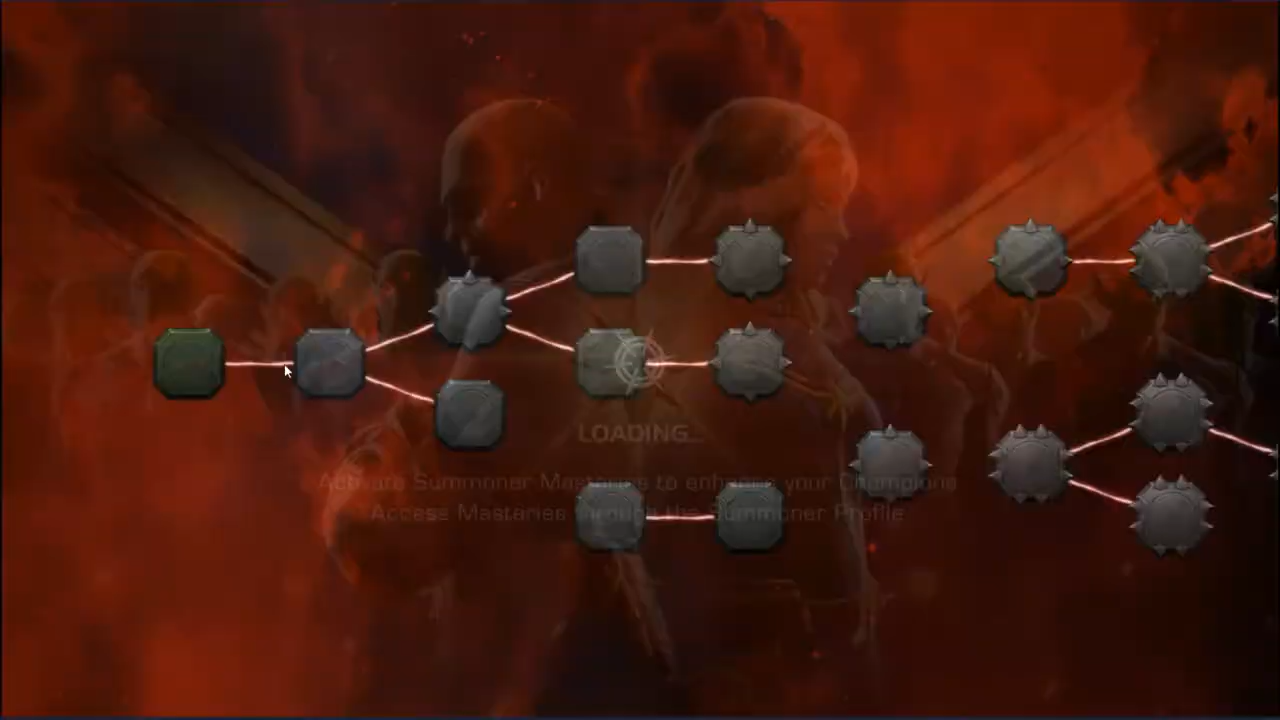 LOADING...
Activate Summoner Masteries to enhance your Champions
Access Masteries through the Summoner Profile